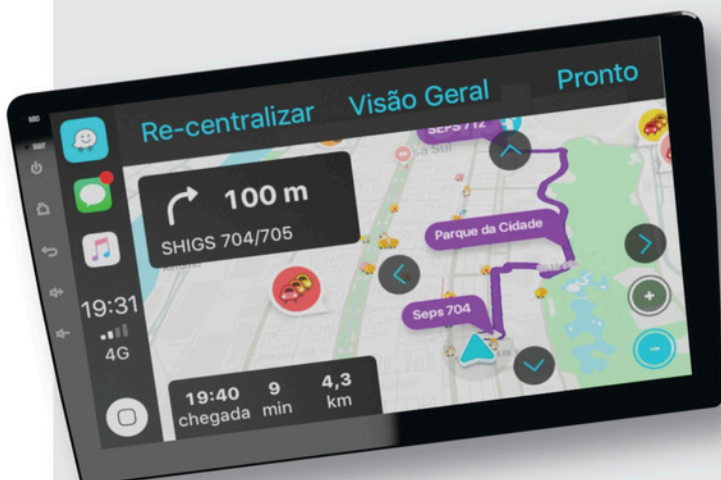 Re-centralizar
Visão Geral
Pronto
SEPS 712
100 m
SHIGS 704/705
Parque da Cidade
Seps 704
19:31
4G
19:40 9 4,3
chegada min km